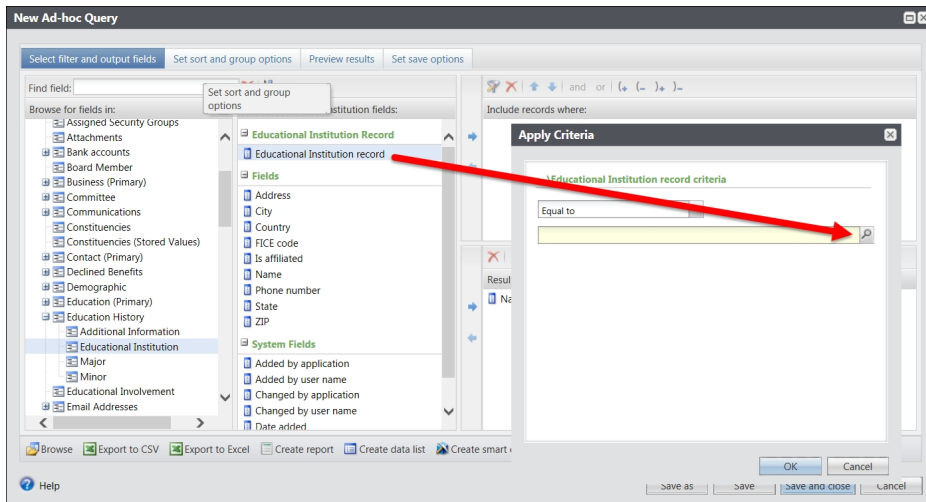 New Ad-hoc Query
Select filter and output fields
Set sort and group options
Preview results
Set save options
Find field:
Set sort and group
options
and or
Browse for fields in:
nstitution fields:
Include records where:
Assigned Security Groups
Attachments
Bank accounts
Board Member
Business (Primary)
Committee
Communications
Constituencies
Constituencies (Stored Values)
Contact (Primary)
Declined Benefits
Demographic
Education (Primary)
Education History
Additional Information
Educational Institution
Major
Minor
Educational Involvement
Email Addresses
Educational Institution Record
Educational Institution record
Fields
Address
City
Country
FICE code
Is affiliated
Name
Phone number
State
ZIP
System Fields
Added by application
Added by user name
Changed by application
Changed by user name
Date added
Apply Criteria
\Educational Institution record criteria
Equal to
Resul
Na
OK
Cancel
Browse
Export to CSV
Export to Excel
Create report
Create data list
Create smart
Help
Save as
Save
Save and close
Cancel